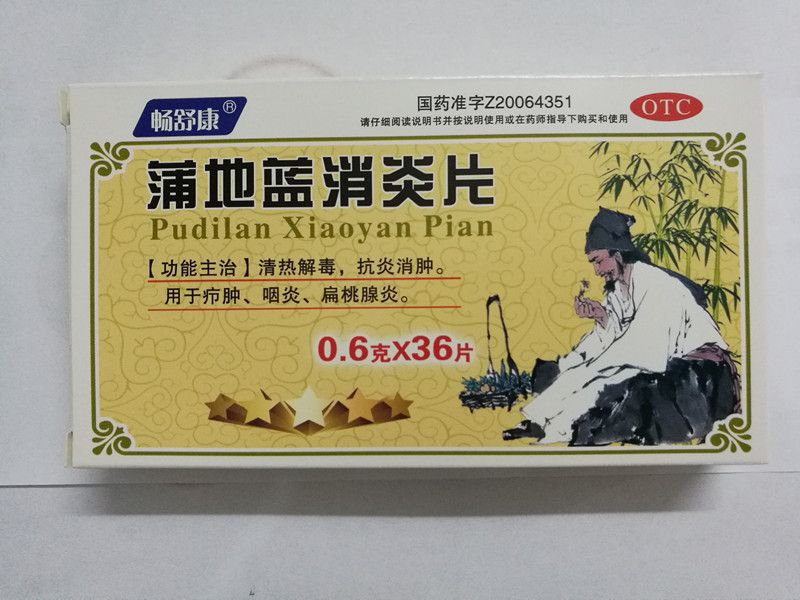 畅舒康®
国药准字Z20064351
请仔细阅读说明书并按说明使用或在药师指导下购买和使用
OTC
蒲地蓝消炎片
Pudilan Xiaoyan Pian
【功能主治】清热解毒，抗炎消肿。
用于疖肿、咽炎、扁桃腺炎。
0.6克X36片